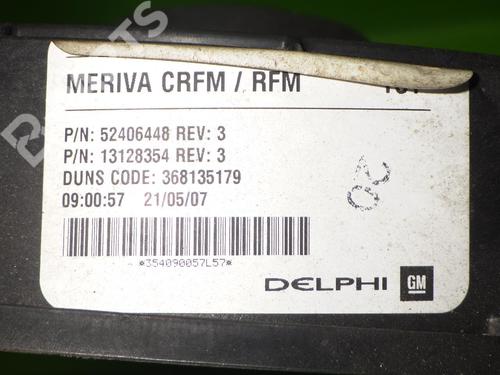 MERIVA CRFM / RFM
P/N: 52406448 REV: 3
P/N: 13128354 REV: 3
DUNS CODE: 368135179
09:00:57 21/05/07
*354090057L57*
DELPHI GM